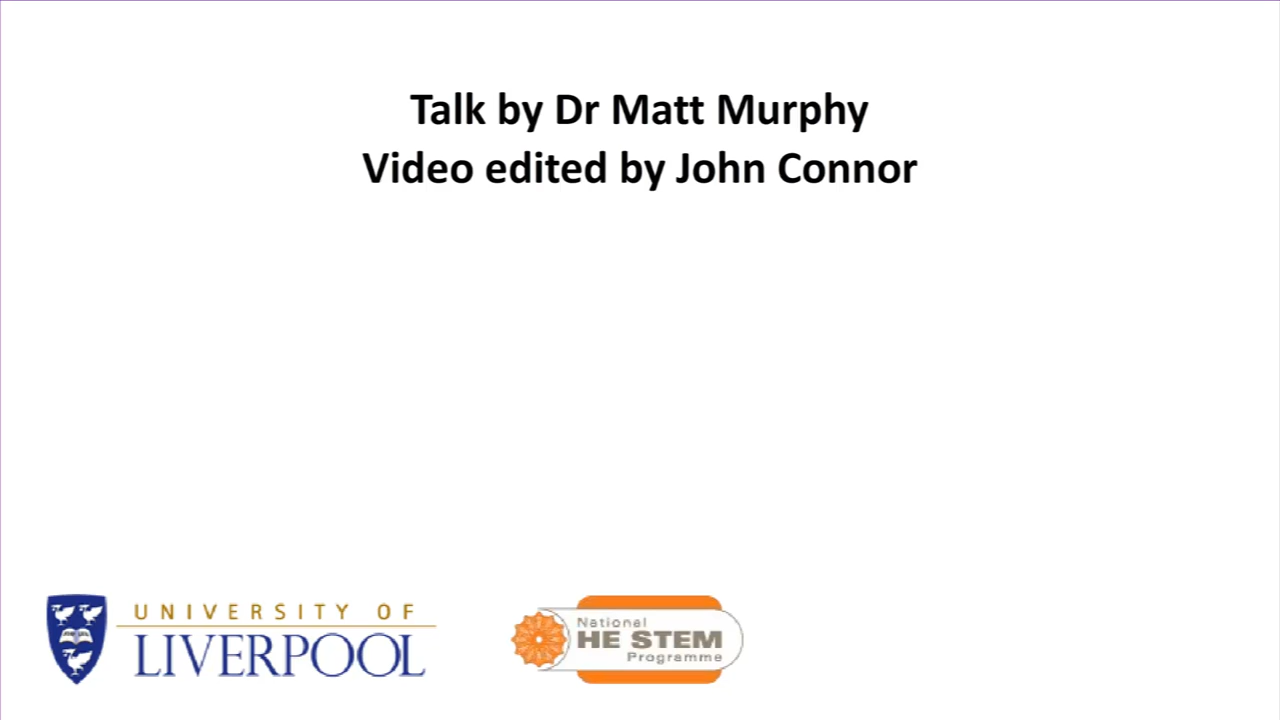 Talk by Dr Matt Murphy
Video edited by John Connor
UNIVERSITY OF
LIVERPOOL
National
HE STEM
Programme